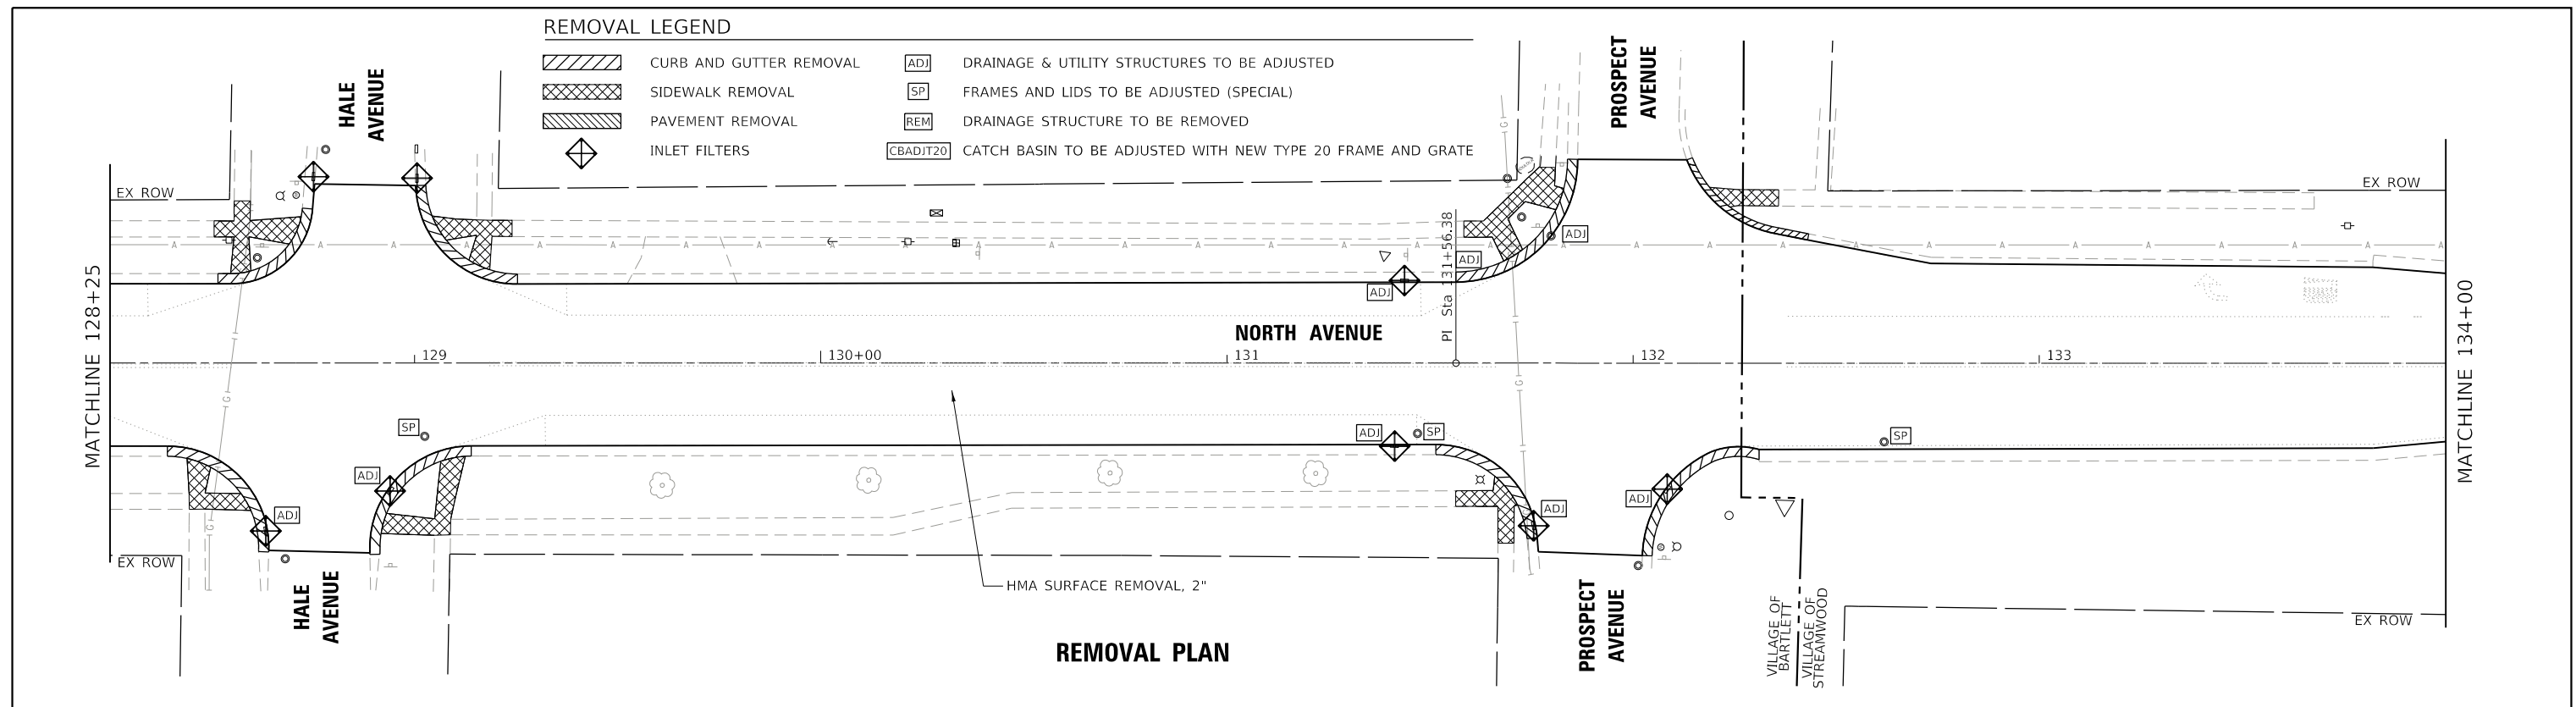 REMOVAL LEGEND
CURB AND GUTTER REMOVAL
ADJ DRAINAGE & UTILITY STRUCTURES TO BE ADJUSTED
SIDEWALK REMOVAL
SP FRAMES AND LIDS TO BE ADJUSTED (SPECIAL)
PAVEMENT REMOVAL
REM DRAINAGE STRUCTURE TO BE REMOVED
INLET FILTERS
CBADJT20 CATCH BASIN TO BE ADJUSTED WITH NEW TYPE 20 FRAME AND GRATE
HALE
AVENUE
PROSPECT
AVENUE
EX ROW
EX ROW
G
A A A A A A A A A A A A A A A A A A A A A A A A A A A A A A A A
ADJ
ADJ
ADJ
MATCHLINE 128+25
PI Sta 131+56.38
MATCHLINE 134+00
NORTH AVENUE
129
130+00
131
132
133
G
G
SP
ADJ
SP
SP
ADJ
ADJ
ADJ
ADJ
G
EX ROW
HMA SURFACE REMOVAL, 2"
HALE
AVENUE
PROSPECT
AVENUE
VILLAGE OF
BARTLETT
VILLAGE OF
STREAMWOOD
EX ROW
REMOVAL PLAN